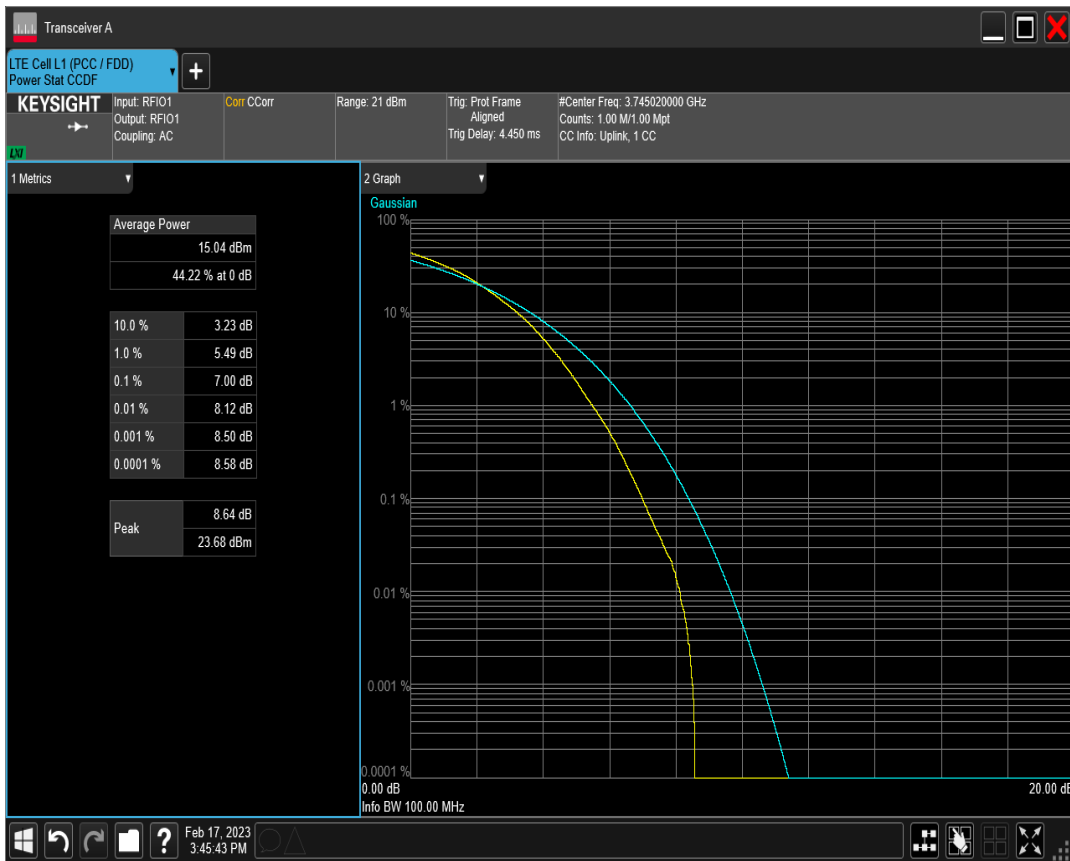 Transceiver A
LTE Cell L1 (PCC / FDD)
Power Stat CCDF
KEYSIGHT
LXI
Input: RFIO1
Output: RFIO1
Coupling: AC
Corr CCorr
Range: 21 dBm
Trig: Prot Frame
Aligned
Trig Delay: 4.450 ms
#Center Freq: 3.745020000 GHz
Counts: 1.00 M/1.00 Mpt
CC Info: Uplink, 1 CC
1 Metrics
Average Power
15.04 dBm
44.22 % at 0 dB
10.0 % 3.23 dB
1.0 % 5.49 dB
0.1 % 7.00 dB
0.01 % 8.12 dB
0.001 % 8.50 dB
0.0001 % 8.58 dB
Peak
8.64 dB
23.68 dBm
2 Graph
Gaussian
100 %
10 %
1 %
0.1 %
0.01 %
0.001 %
0.0001 %
0.00 dB 20.00 dB
Info BW 100.00 MHz
? Feb 17, 2023
3:45:43 PM